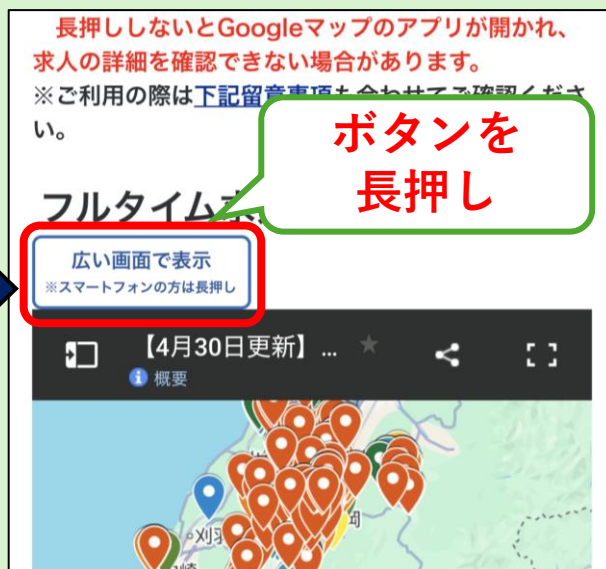 長押ししないとGoogleマップのアプリが開かれ、
求人の詳細を確認できない場合があります。
※ご利用の際は下記留意事項も合わせてご確認くださ
い。
ボタンを
長押し
フルタイム求
広い画面で表示
※スマートフォンの方は長押し
【4月30日更新】 ...
概要
刈羽
崎
岡